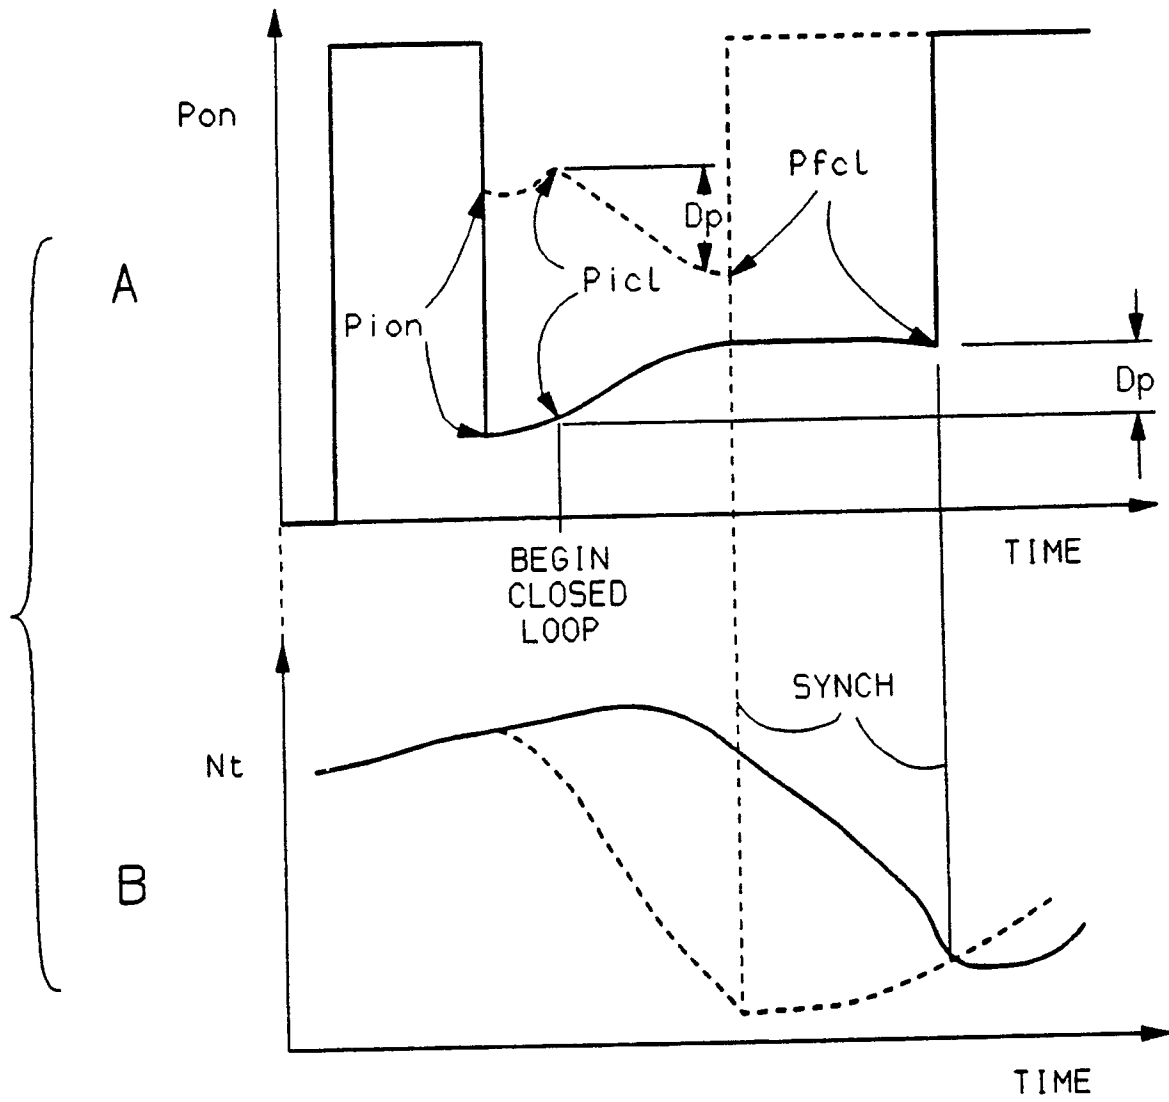 Pon
Pfcl
Dp
A
Picl
Pion
Dp
TIME
BEGIN
CLOSED
LOOP
SYNCH
Nt
B
TIME